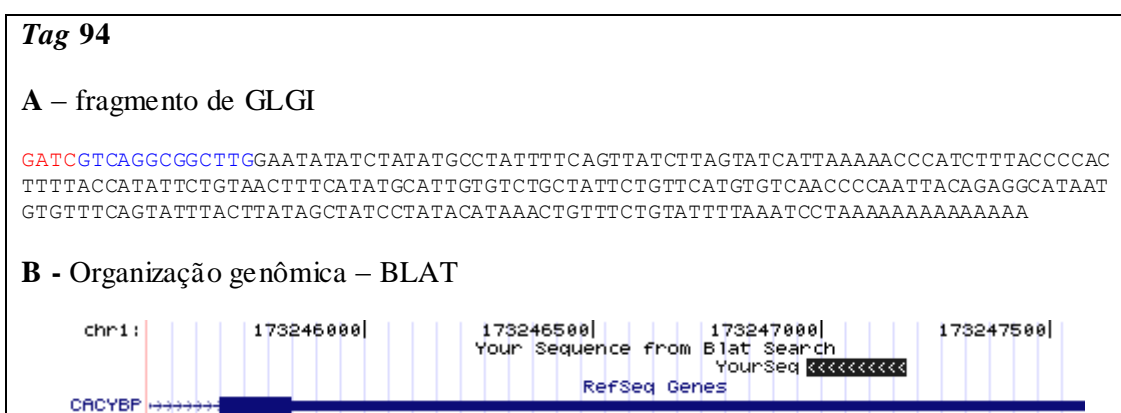 Tag 94
A – fragmento de GLGI
GATCGTCAGGCGGCTTGGAATATATCTATATGCCTATTTTCAGTTATCTTAGTATCATTAAAAACCCATCTTTACCCCAC
TTTTACCATATTCTGTAACTTTCATATGCATTGTGTCTGCTATTCTGTTCATGTGTCAACCCCAATTACAGAGGCATAAT
GTGTTTCAGTATTTACTTATAGCTATCCTATACATAAACTGTTTCTGTATTTTAAATCCTAAAAAAAAAAAAAAA
B - Organização genômica – BLAT
chr1: 173246000| 173246500| 173247000| 173247500|
Your Sequence from Blat Search
YourSeq
RefSeq Genes
CACYBP